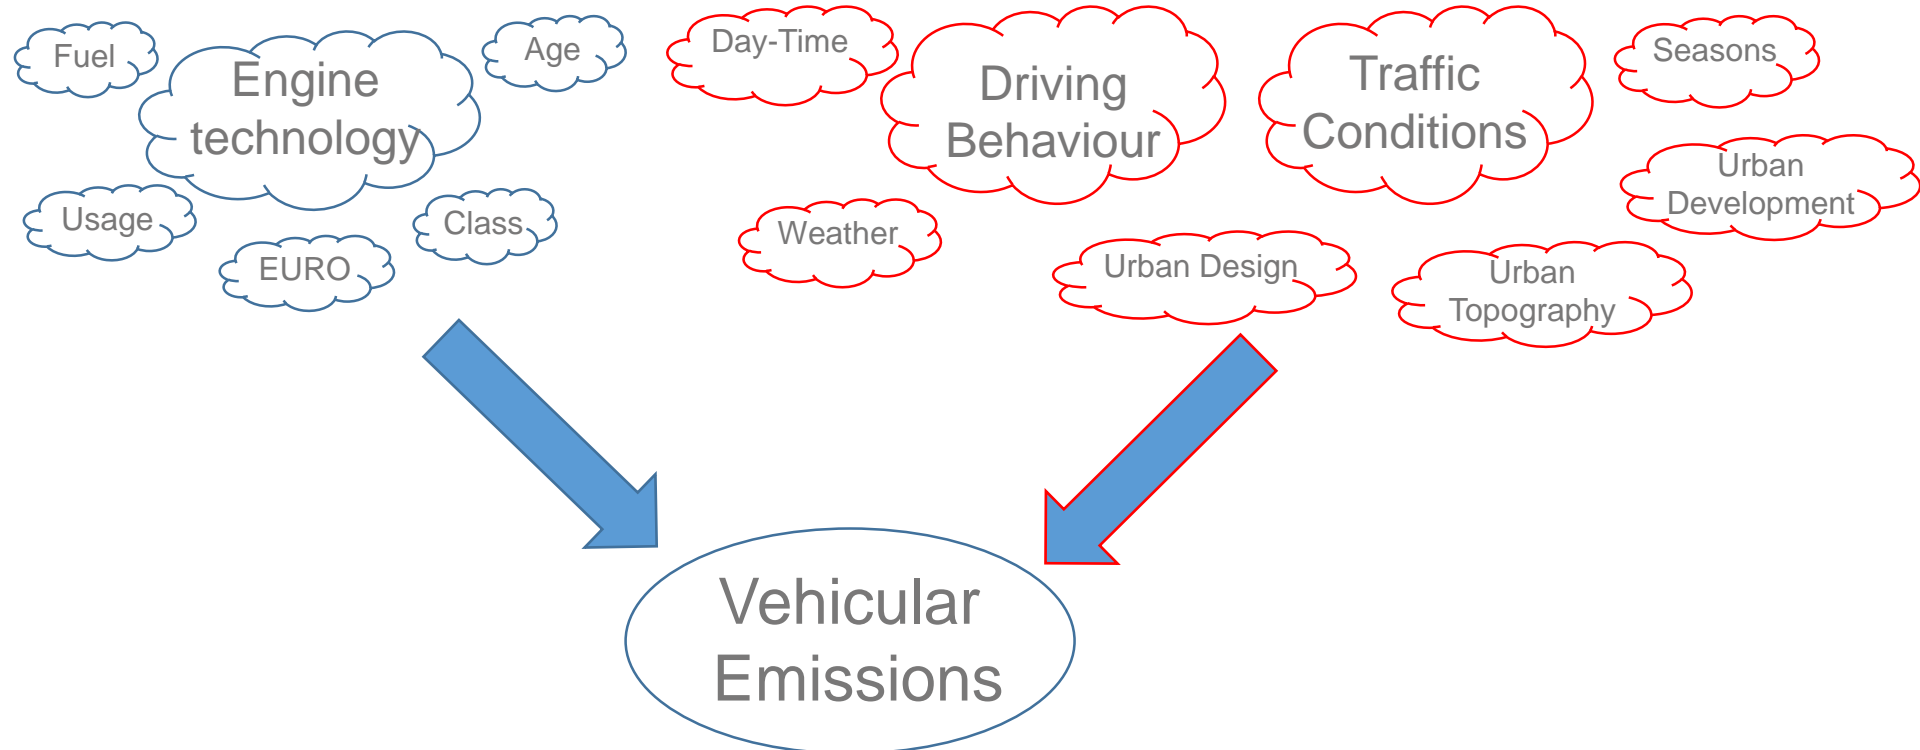 Fuel
Engine
technology
Age
Usage
EURO
Class
Day-Time
Driving
Behaviour
Weather
Urban Design
Traffic
Conditions
Seasons
Urban
Development
Urban
Topography
Vehicular
Emissions